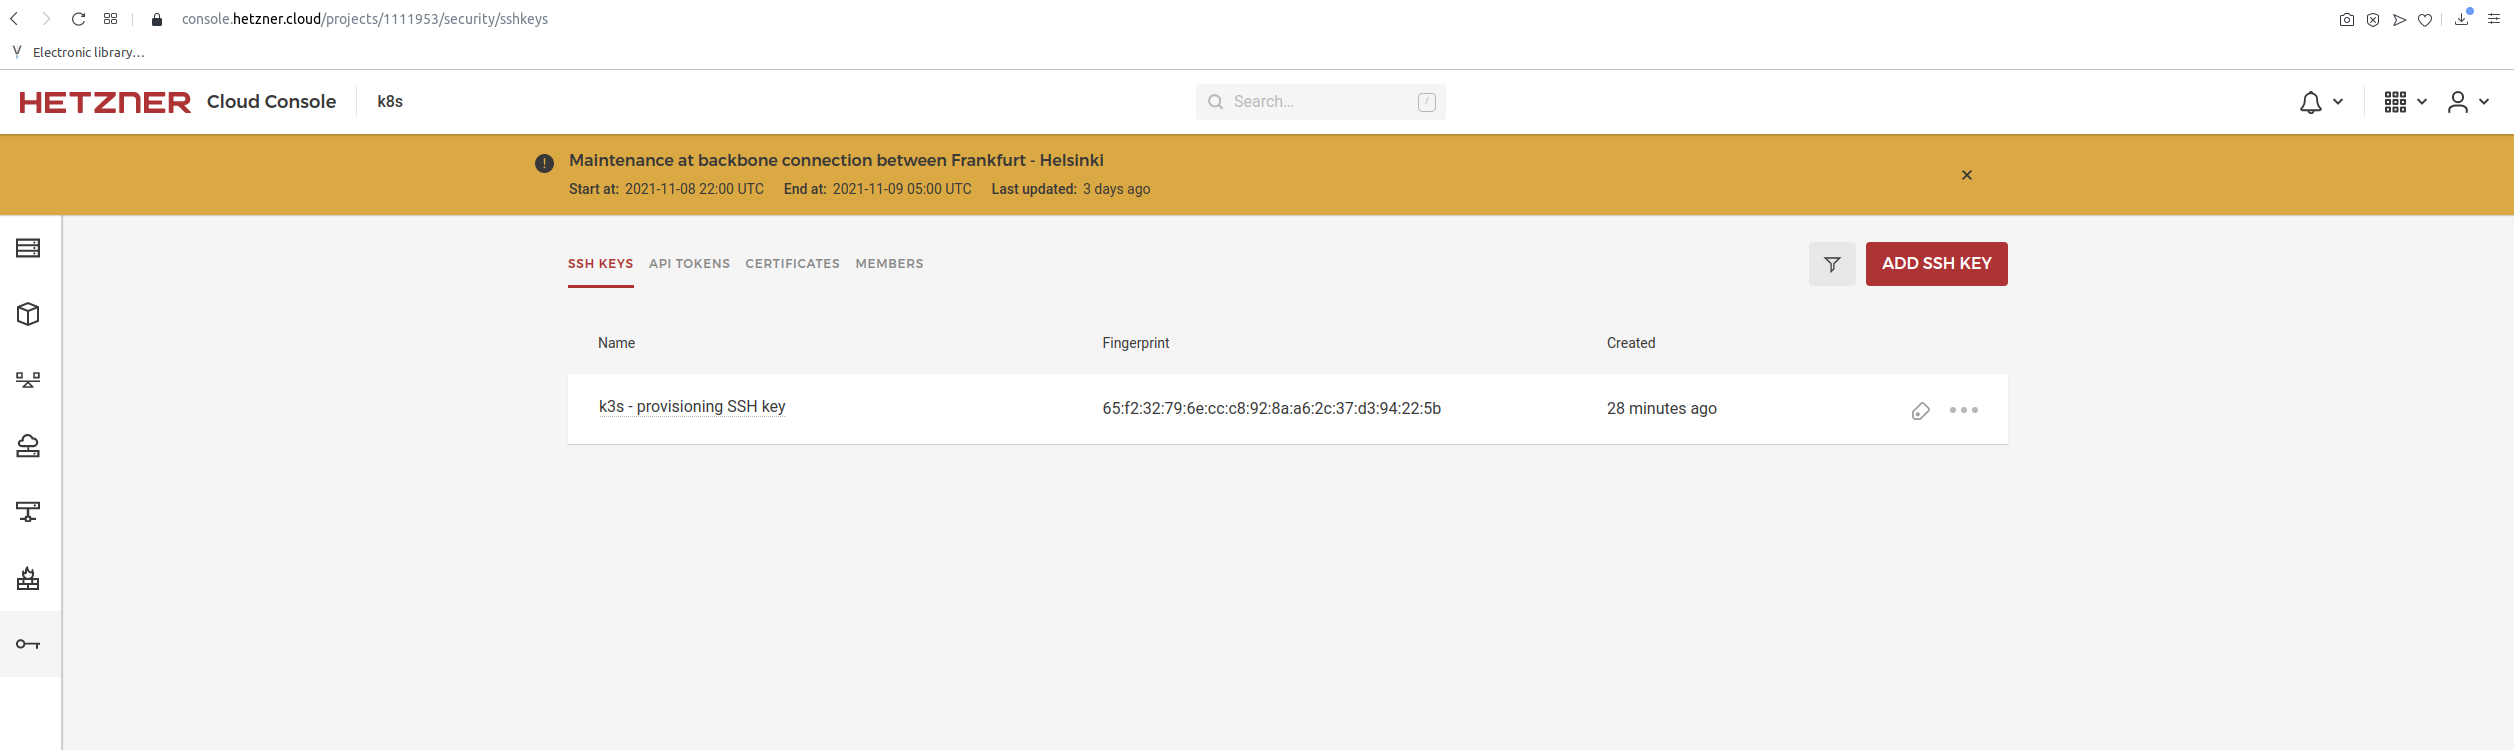 console.hetzner.cloud/projects/1111953/security/sshkeys
Electronic library...
HETZNER Cloud Console k8s Search... /
Maintenance at backbone connection between Frankfurt - Helsinki
Start at: 2021-11-08 22:00 UTC End at: 2021-11-09 05:00 UTC Last updated: 3 days ago
SSH KEYS API TOKENS CERTIFICATES MEMBERS ADD SSH KEY
Name Fingerprint Created
k3s - provisioning SSH key 65:f2:32:79:6e:cc:c8:92:8a:a6:2c:37:d3:94:22:5b 28 minutes ago